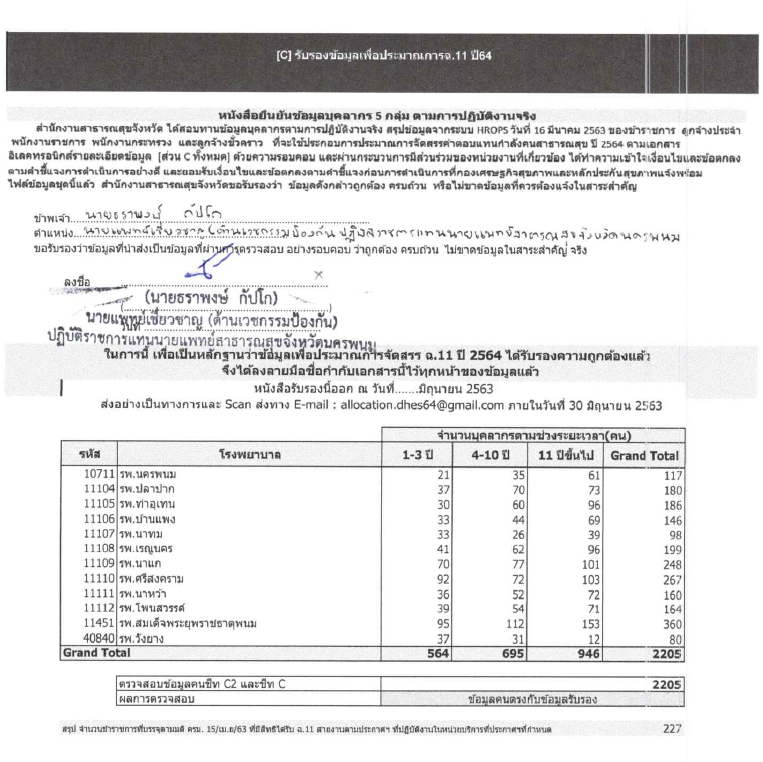 [C] รับรองข้อมูลเพื่อประมาณการฉ.11 ปี64
หนังสือยืนยันข้อมูลบุคลากร 5 กลุ่ม ตามการปฏิบัติงานจริง
สำนักงานสาธารณสุขจังหวัด ได้สอบทานข้อมูลบุคลากรตามการปฏิบัติงานจริง สรุปข้อมูลจากระบบ HROPS วันที่ 16 มีนาคม 2563 ของข้าราชการ ลูกจ้างประจำ
พนักงานราชการ พนักงานกระทรวง และลูกจ้างชั่วคราว ที่จะใช้ประกอบการประมาณการจัดสรรค่าตอบแทนกำลังคนสาธารณสุข ปี 2564 ตามเอกสาร
อิเลคทรอนิกส์รายละเอียดข้อมูล [ส่วน C ทั้งหมด] ด้วยความรอบคอบ และผ่านกระบวนการมีส่วนร่วมของหน่วยงานที่เกี่ยวข้อง ได้ทำความเข้าใจเงื่อนไขและข้อตกลง
ตามคำชี้แจงการดำเนินการอย่างดี และยอมรับเงื่อนไขและข้อตกลงตามคำชี้แจงก่อนการดำเนินการที่กองเศรษฐกิจสุขภาพและหลักประกันสุขภาพแจ้งพร้อม
ไฟล์ข้อมูลชุดนี้แล้ว สำนักงานสาธารณสุขจังหวัดขอรับรองว่า ข้อมูลดังกล่าวถูกต้อง ครบถ้วน หรือไม่ขาดข้อมูลที่ควรต้องแจ้งในสาระสำคัญ
ข้าพเจ้า นายธราพงษ์ กัปโก
ตำแหน่ง นายแพทย์เชี่ยวชาญ (ด้านเวชกรรมป้องกัน) ปฏิบัติราชการแทนนายแพทย์สาธารณสุขจังหวัดนครพนม
ขอรับรองว่าข้อมูลที่นำส่งเป็นข้อมูลที่ผ่านการตรวจสอบ อย่างรอบคอบ ว่าถูกต้อง ครบถ้วน ไม่ขาดข้อมูลในสาระสำคัญ จริง
ลงชื่อ
(นายธราพงษ์ กัปโก)
นายแพทย์เชี่ยวชาญ (ด้านเวชกรรมป้องกัน)
ปฏิบัติราชการแทนนายแพทย์สาธารณสุขจังหวัดนครพนม
ในการนี้ เพื่อเป็นหลักฐานว่าข้อมูลเพื่อประมาณการจัดสรร ฉ.11 ปี 2564 ได้รับรองความถูกต้องแล้ว
จึงได้ลงลายมือชื่อกำกับเอกสารนี้ไว้ทุกหน้าของข้อมูลแล้ว
หนังสือรับรองนี้ออก ณ วันที่.......มิถุนายน 2563
ส่งอย่างเป็นทางการและ Scan ส่งทาง E-mail : allocation.dhes64@gmail.com ภายในวันที่ 30 มิถุนายน 2563
จำนวนบุคลากรตามช่วงระยะเวลา(คน)
รหัส โรงพยาบาล 1-3 ปี 4-10 ปี 11 ปีขึ้นไป Grand Total
10711 รพ.นครพนม 21 35 61 117
11104 รพ.ปลาปาก 37 70 73 180
11105 รพ.ท่าอุเทน 30 60 96 186
11106 รพ.บ้านแพง 33 44 69 146
11107 รพ.นาทม 33 26 39 98
11108 รพ.เรณูนคร 41 62 96 199
11109 รพ.นาแก 70 77 101 248
11110 รพ.ศรีสงคราม 92 72 103 267
11111 รพ.นาหว้า 36 52 72 160
11112 รพ.โพนสวรรค์ 39 54 71 164
11451 รพ.สมเด็จพระยุพราชธาตุพนม 95 112 153 360
40840 รพ.วังยาง 37 31 12 80
Grand Total 564 695 946 2205
ตรวจสอบข้อมูลคนชีท C2 และชีท C 2205
ผลการตรวจสอบ ข้อมูลคนตรงกับข้อมูลรับรอง
สรุป จำนวนข้าราชการที่บรรจุตามมติ ครม. 15/เม.ย/63 ที่มีสิทธิได้รับ ฉ.11 สายงานตามประกาศฯ ที่ปฏิบัติงานในหน่วยบริการที่ประกาศฯที่กำหนด 227